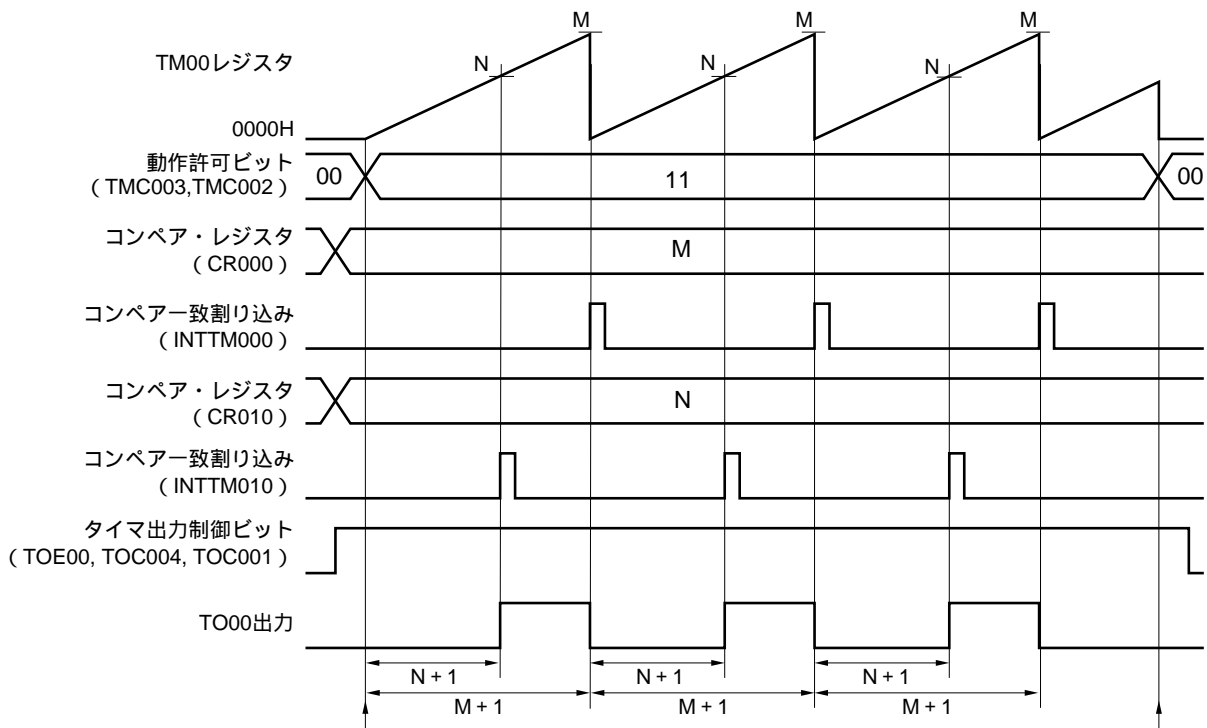 M M M
TM00レジスタ N N N
0000H
動作許可ビット
（TMC003,TMC002） 00 11 00
コンペア・レジスタ
（CR000） M
コンペア一致割り込み
（INTTM000）
コンペア・レジスタ
（CR010） N
コンペア一致割り込み
（INTTM010）
タイマ出力制御ビット
（TOE00, TOC004, TOC001）
TO00出力
N + 1 N + 1 N + 1
M + 1 M + 1 M + 1